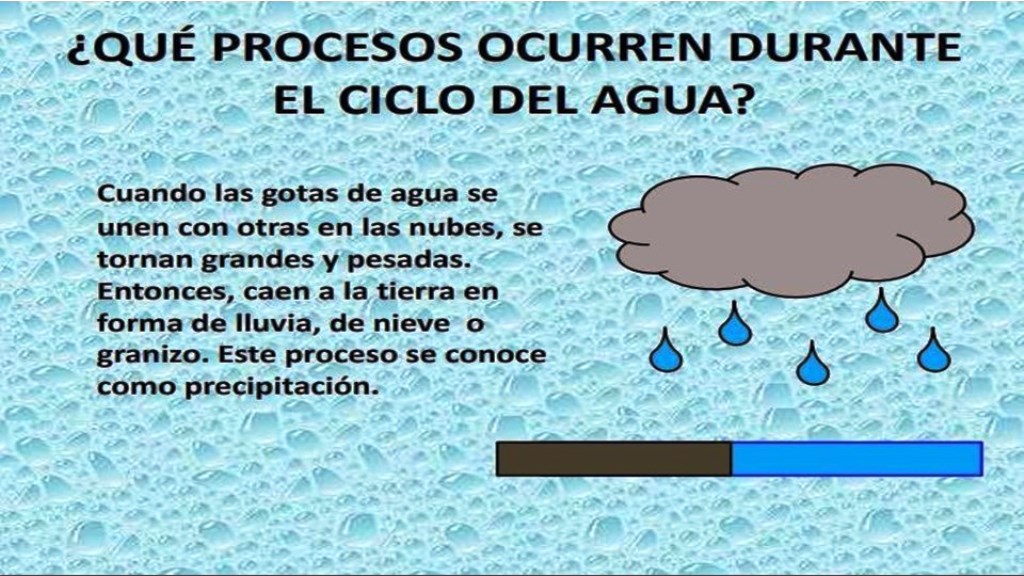 ¿QUÉ PROCESOS OCURREN DURANTE
EL CICLO DEL AGUA?
Cuando las gotas de agua se
unen con otras en las nubes, se
tornan grandes y pesadas.
Entonces, caen a la tierra en
forma de lluvia, de nieve o
granizo. Este proceso se conoce
como precipitación.